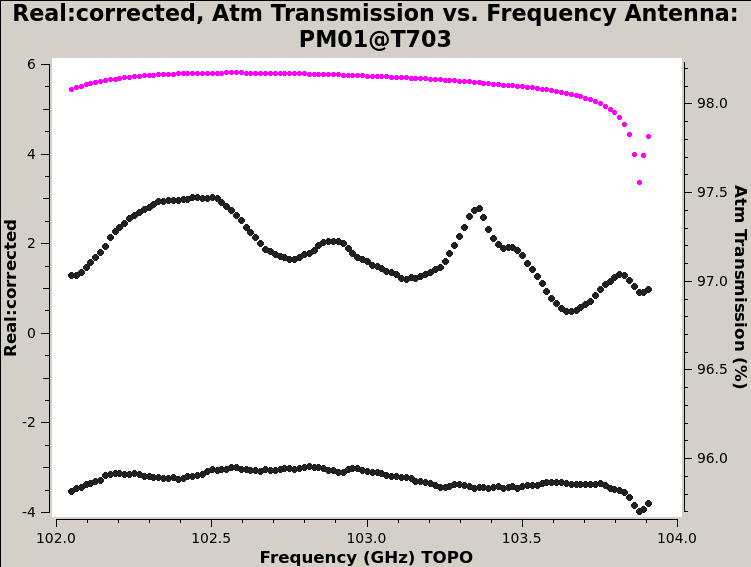 Real:corrected, Atm Transmission vs. Frequency Antenna:
PM01@T703
6
4
2
0
-2
-4
Real:corrected
98.0
97.5
97.0
96.5
96.0
Atm Transmission (%)
102.0 102.5 103.0 103.5 104.0
Frequency (GHz) TOPO